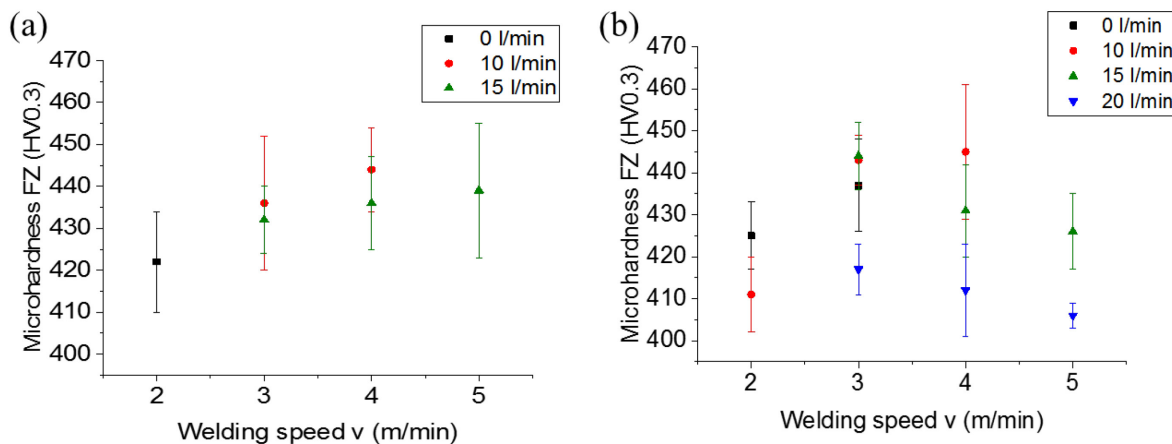 (a)
0 l/min
10 l/min
15 l/min
Microhardness FZ (HV0.3)
470
460
450
440
430
420
410
400
2 3 4 5
Welding speed v (m/min)
(b)
0 l/min
10 l/min
15 l/min
20 l/min
Microhardness FZ (HV0.3)
470
460
450
440
430
420
410
400
2 3 4 5
Welding speed v (m/min)